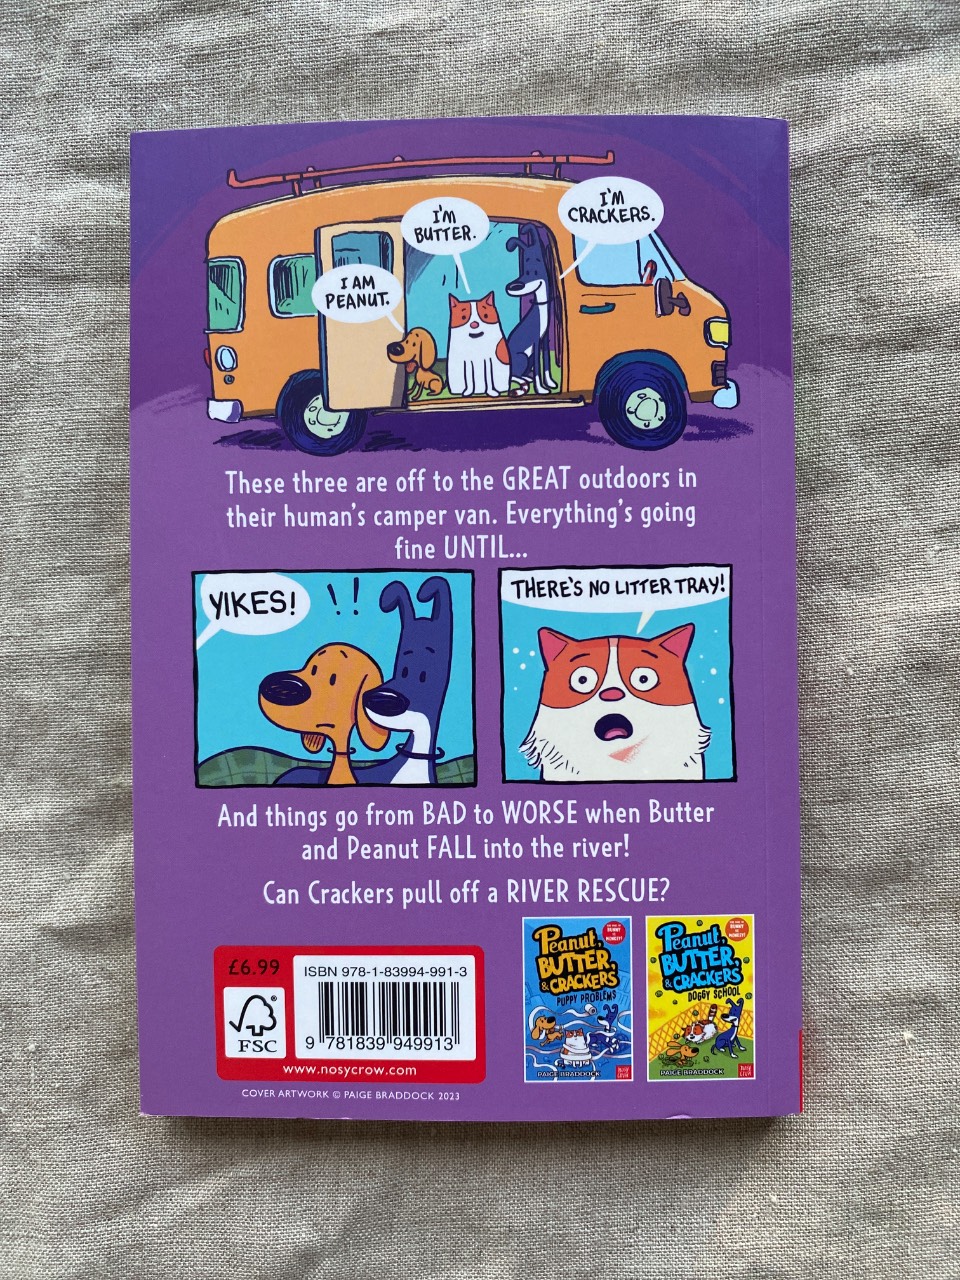 I'M
BUTTER.
I'M
CRACKERS.
I AM
PEANUT.
These three are off to the GREAT outdoors in
their human's camper van. Everything's going
fine UNTIL...
YIKES!
!!
THERE'S NO LITTER TRAY!
And things go from BAD to WORSE when Butter
and Peanut FALL into the river!
Can Crackers pull off a RIVER RESCUE?
£6.99
FSC
ISBN 978-1-83994-991-3
9 781839 949913
www.nosycrow.com
COVER ARTWORK © PAIGE BRADDOCK 2023
Peanut,
BUTTER,
& CRACKERS
PUPPY PROBLEMS
PAIGE BRADDOCK
Peanut,
BUTTER,
& CRACKERS
DOGGY SCHOOL
PAIGE BRADDOCK